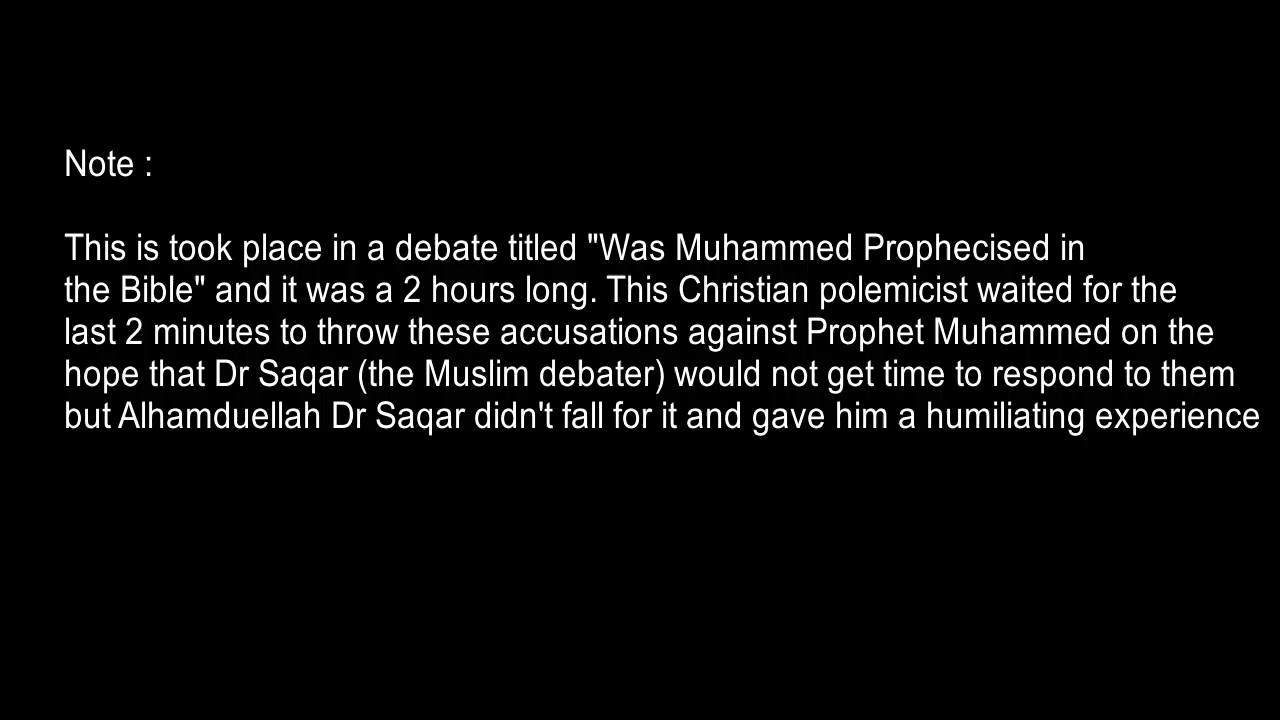 Note :
This is took place in a debate titled "Was Muhammed Prophecised in
the Bible" and it was a 2 hours long. This Christian polemicist waited for the
last 2 minutes to throw these accusations against Prophet Muhammed on the
hope that Dr Saqar (the Muslim debater) would not get time to respond to them
but Alhamduellah Dr Saqar didn't fall for it and gave him a humiliating experience